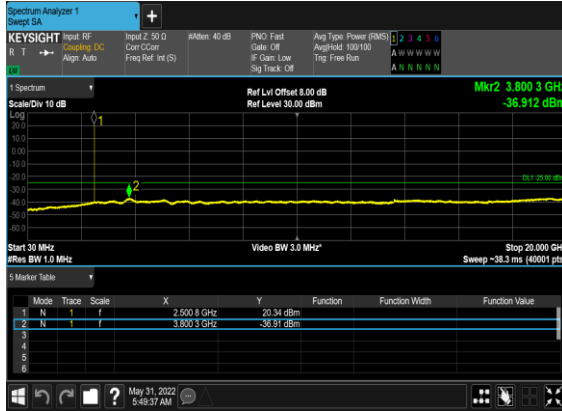 Spectrum Analyzer 1
Swept SA
+
KEYSIGHT Input: RF Input Z: 50 Ω #Atten: 40 dB PNO: Fast Avg Type: Power (RMS) 1 2 3 4 5 6
R T Coupling: DC Corr CCorr Gate: Off Avg|Hold: 100/100 A W W W W W
Align: Auto Freq Ref: Int (S) IF Gain: Low Trig: Free Run
Sig Track: Off A N N N N N
1 Spectrum Ref Lvl Offset 8.00 dB Mkr2 3.800 3 GHz
Scale/Div 10 dB Ref Level 30.00 dBm -36.912 dBm
Log
20.0
10.0
0.00
-10.0
-20.0
-30.0
-40.0
-50.0
-60.0
1
2
DL1 -25.00 dBm
Start 30 MHz Video BW 3.0 MHz* Stop 20.000 GHz
#Res BW 1.0 MHz Sweep ~38.3 ms (40001 pts)
5 Marker Table
Mode Trace Scale X Y Function Function Width Function Value
1 N 1 f 2.500 8 GHz 20.34 dBm
2 N 1 f 3.800 3 GHz -36.91 dBm
3
4
5
6
? May 31, 2022
5:49:37 AM